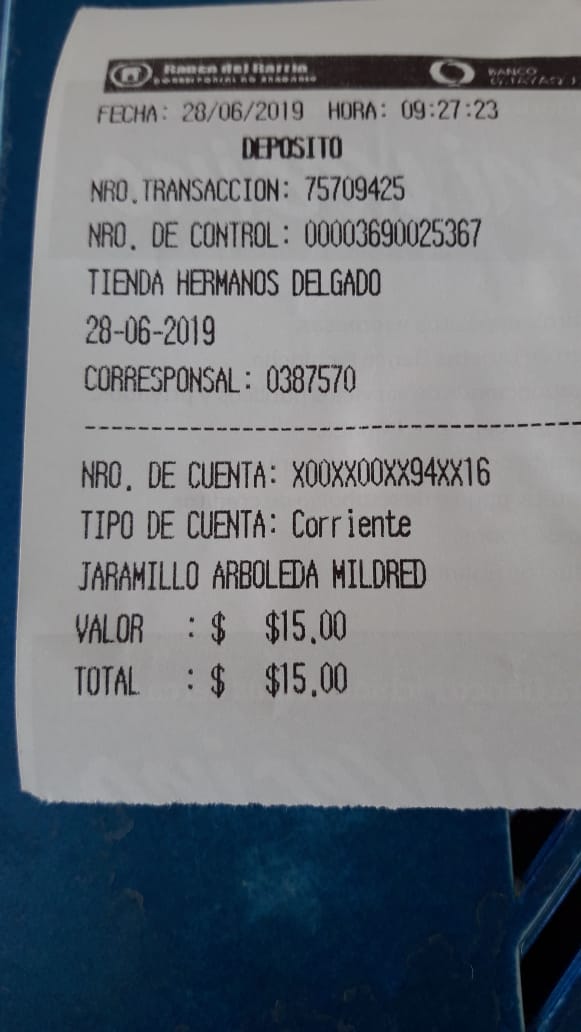 Banco del Barrio BANCO
FECHA: 28/06/2019 HORA: 09:27:23
DEPOSITO
NRO.TRANSACCION: 75709425
NRO. DE CONTROL: 00003690025367
TIENDA HERMANOS DELGADO
28-06-2019
CORRESPONSAL: 0387570
NRO. DE CUENTA: X00XX00XX94XX16
TIPO DE CUENTA: Corriente
JARAMILLO ARBOLEDA MILDRED
VALOR : $ $15.00
TOTAL : $ $15.00